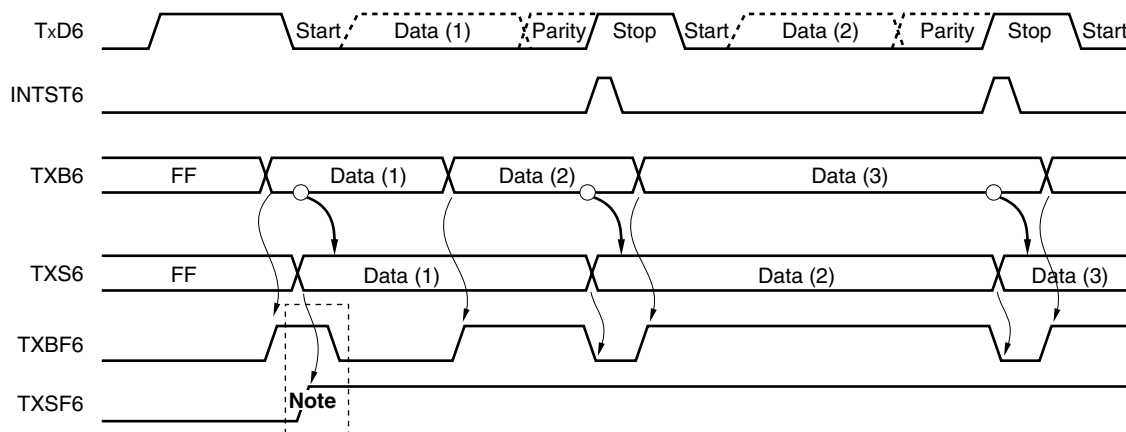 TxD6 Start Data (1) Parity Stop Start Data (2) Parity Stop Start
INTST6
TXB6 FF Data (1) Data (2) Data (3)
TXS6 FF Data (1) Data (2) Data (3)
TXBF6
TXSF6 Note